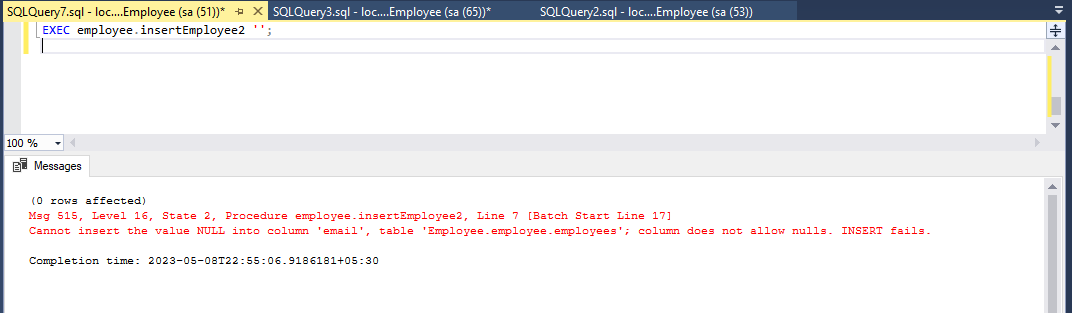 SQLQuery7.sql - loc....Employee (sa (51))* SQLQuery3.sql - loc....Employee (sa (65))* SQLQuery2.sql - loc....Employee (sa (53))
EXEC employee.insertEmployee2 '';
100 %
Messages
(0 rows affected)
Msg 515, Level 16, State 2, Procedure employee.insertEmployee2, Line 7 [Batch Start Line 17]
Cannot insert the value NULL into column 'email', table 'Employee.employee.employees'; column does not allow nulls. INSERT fails.
Completion time: 2023-05-08T22:55:06.9186181+05:30